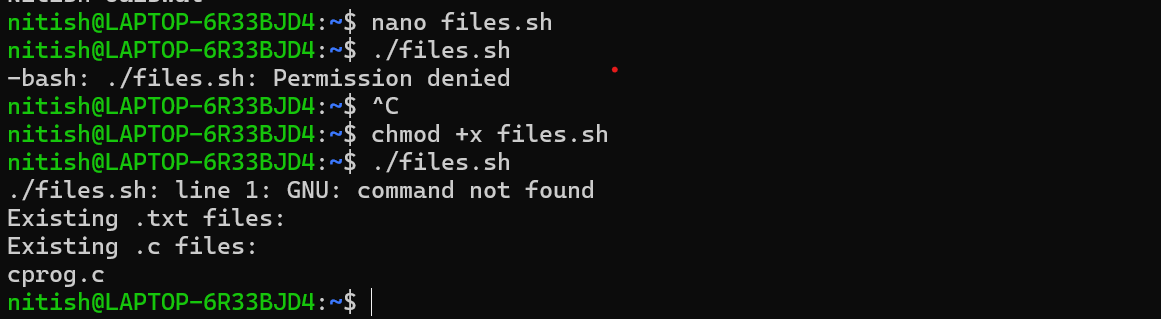 nitish@LAPTOP-6R33BJD4:~$ nano files.sh
nitish@LAPTOP-6R33BJD4:~$ ./files.sh
-bash: ./files.sh: Permission denied
nitish@LAPTOP-6R33BJD4:~$ ^C
nitish@LAPTOP-6R33BJD4:~$ chmod +x files.sh
nitish@LAPTOP-6R33BJD4:~$ ./files.sh
./files.sh: line 1: GNU: command not found
Existing .txt files:
Existing .c files:
cprog.c
nitish@LAPTOP-6R33BJD4:~$